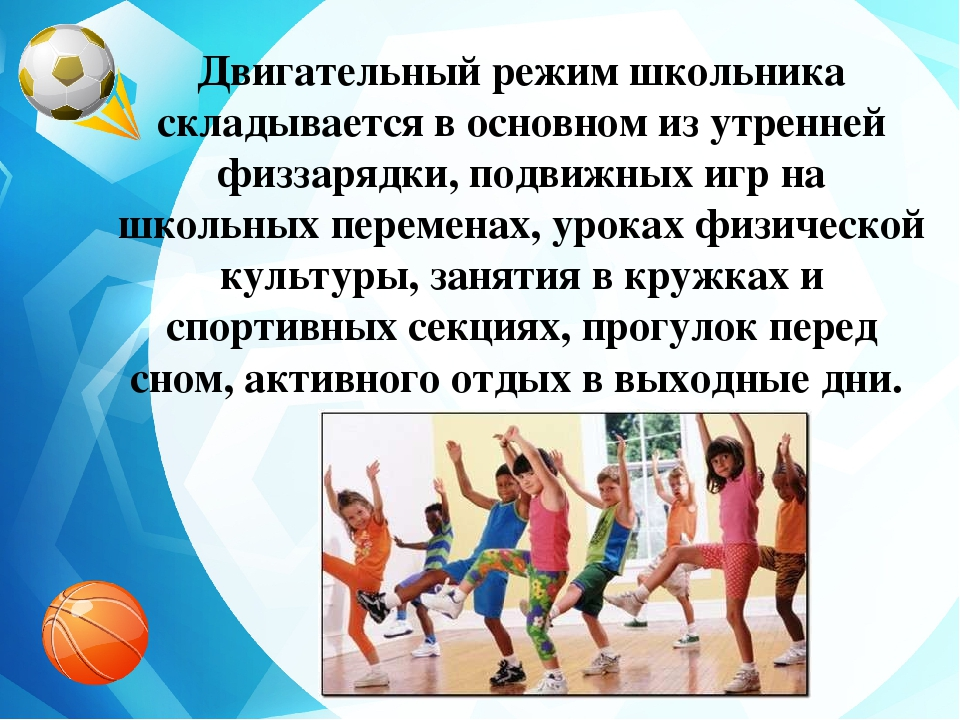 Двигательный режим школьника
складывается в основном из утренней
физзарядки, подвижных игр на
школьных переменах, уроках физической
культуры, занятия в кружках и
спортивных секциях, прогулок перед
сном, активного отдых в выходные дни.